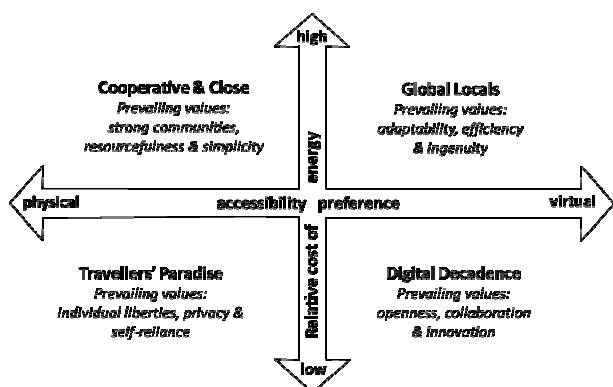 high
Cooperative & Close
Prevailing values:
strong communities,
resourcefulness & simplicity
Global Locals
Prevailing values:
adaptability, efficiency
& ingenuity
physical
accessibility preference
virtual
Relative cost of energy
Travellers' Paradise
Prevailing values:
individual liberties, privacy &
self-reliance
Digital Decadence
Prevailing values:
openness, collaboration
& innovation
low